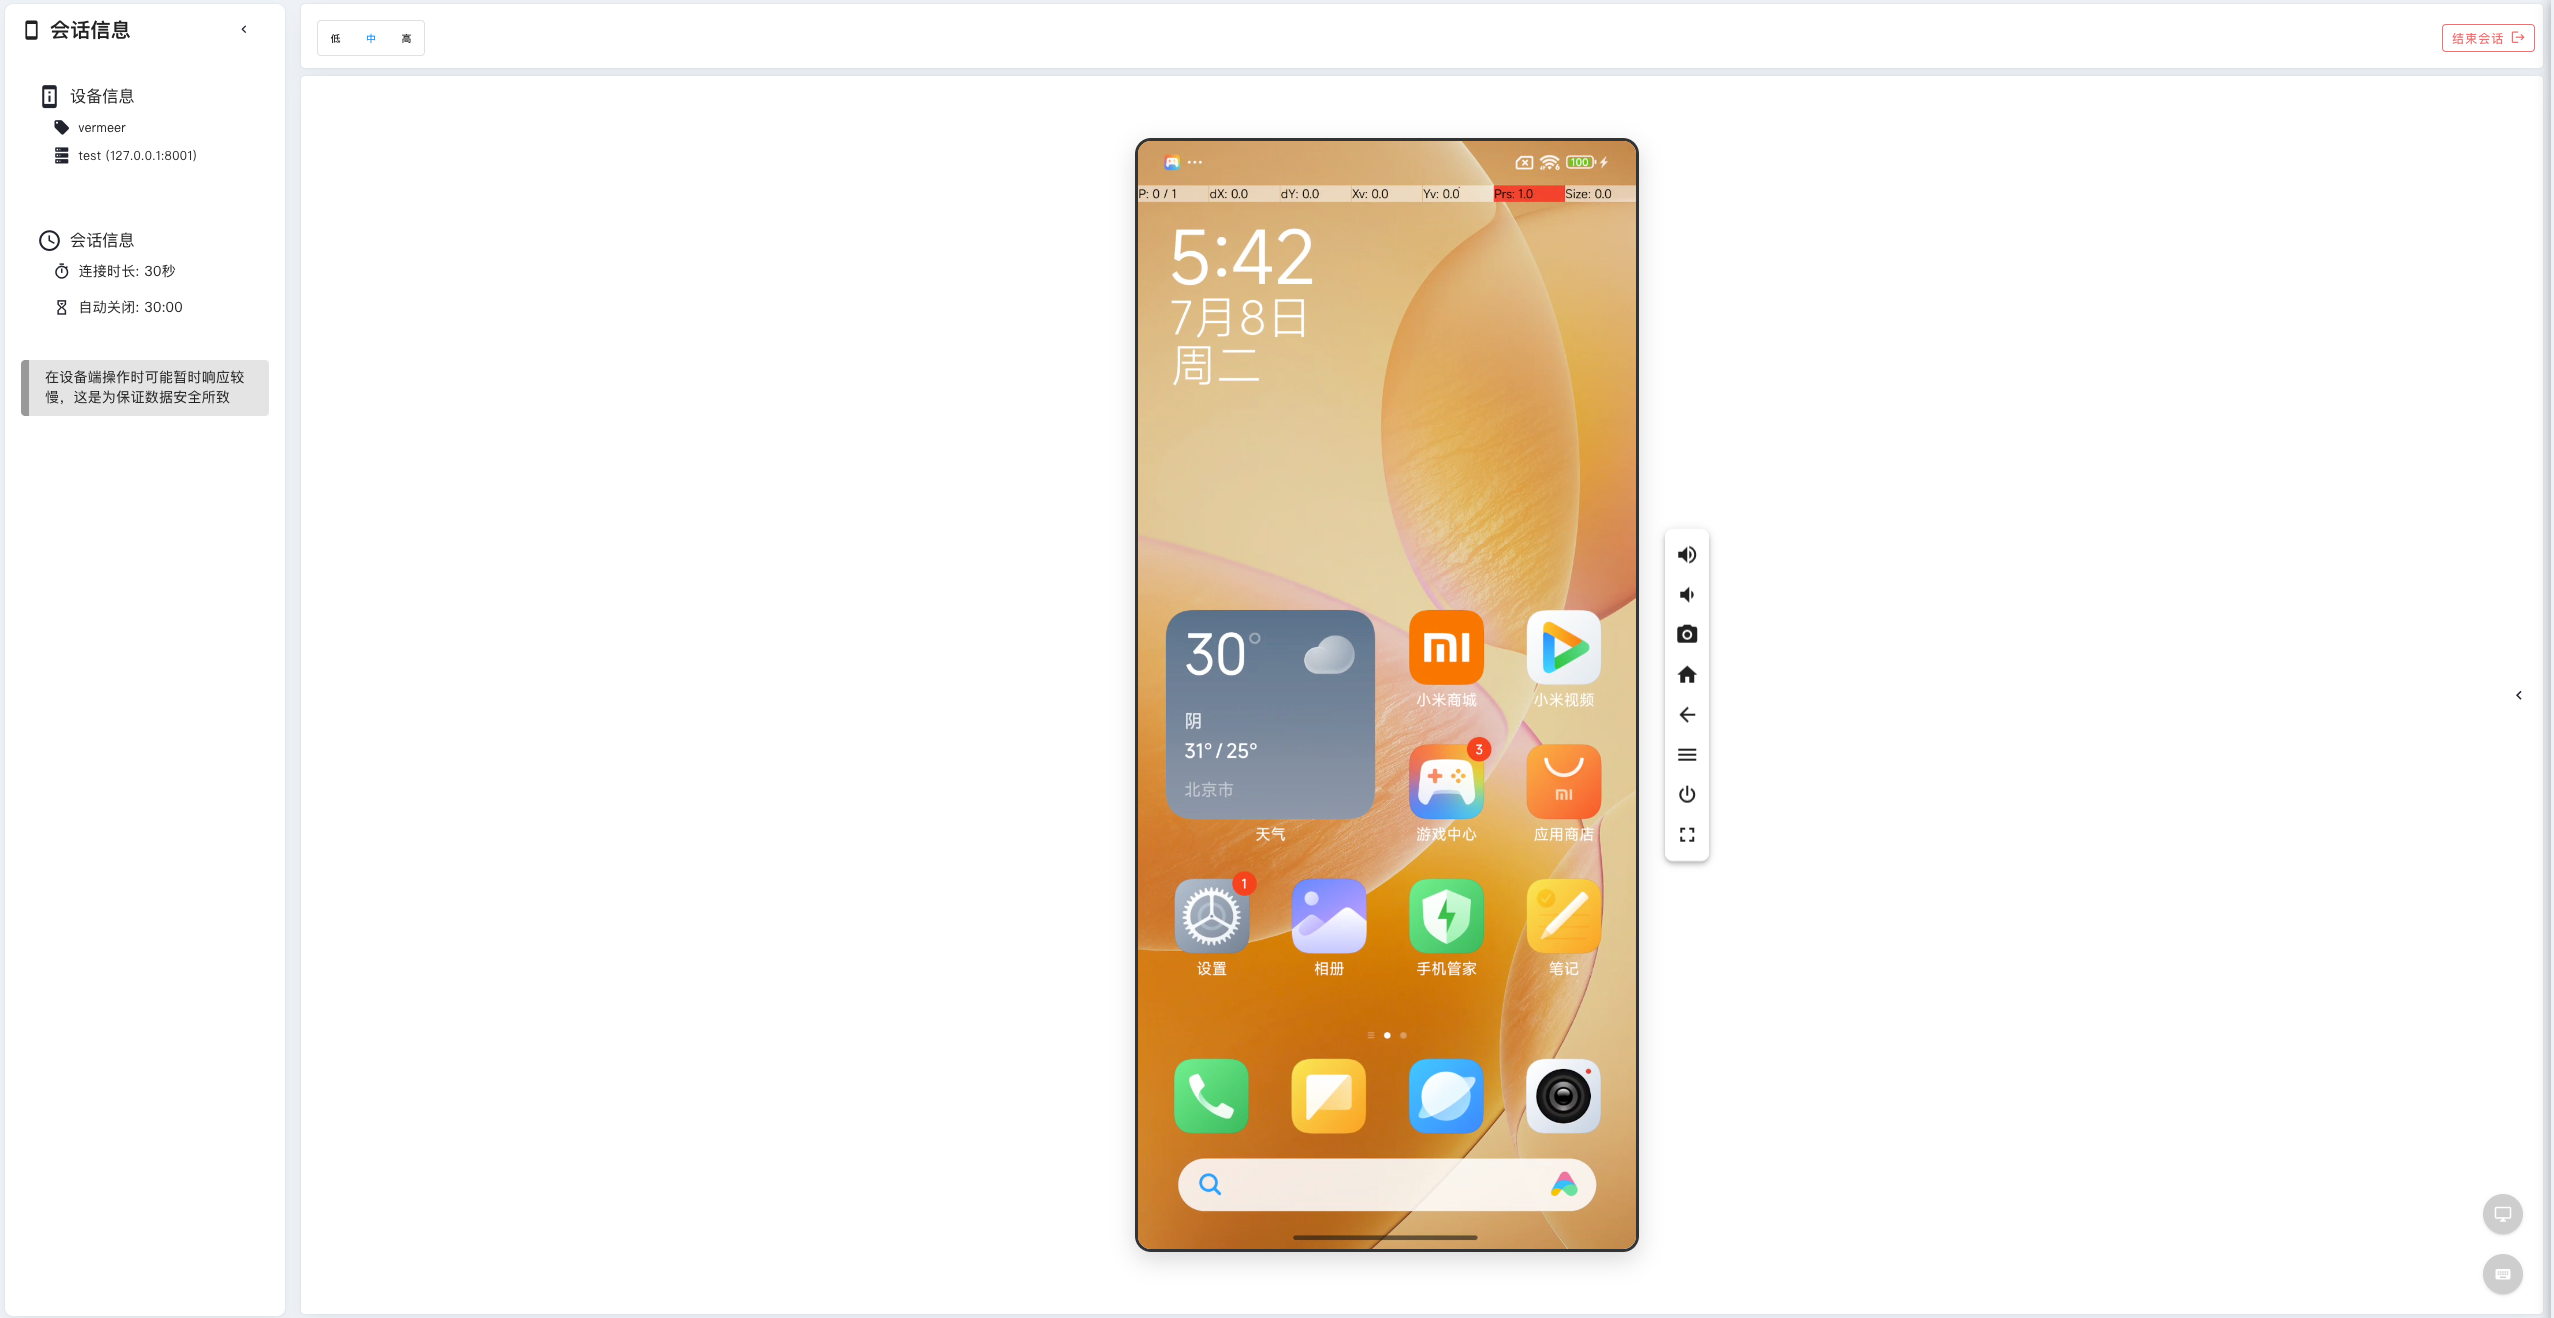 会话信息
设备信息
vermeer
test (127.0.0.1:8001)
会话信息
连接时长: 30秒
自动关闭: 30:00
在设备端操作时可能暂时响应较
慢，这是为保证数据安全所致
低 中 高
结束会话
100
P: 0 / 1 dX: 0.0 dY: 0.0 Xv: 0.0 Yv: 0.0 Prs: 1.0 Size: 0.0
5:42
7月8日
周二
30°
阴
31° / 25°
北京市
天气
小米商城
小米视频
3
游戏中心
应用商店
1
设置
相册
手机管家
笔记